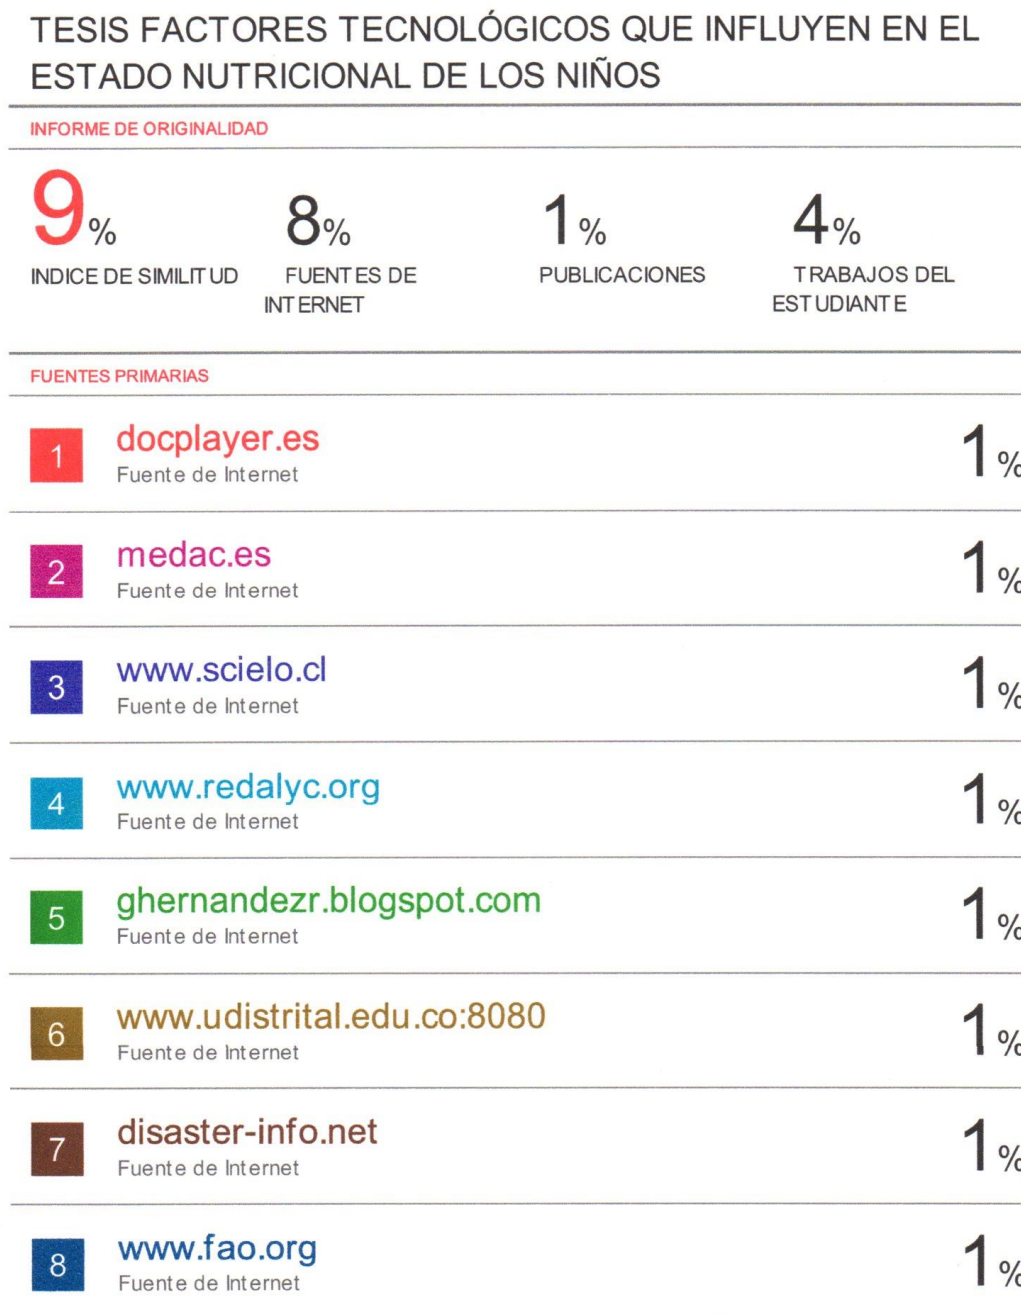 TESIS FACTORES TECNOLÓGICOS QUE INFLUYEN EN EL
ESTADO NUTRICIONAL DE LOS NIÑOS
INFORME DE ORIGINALIDAD
9% 8% 1% 4%
INDICE DE SIMILITUD FUENTES DE PUBLICACIONES TRABAJOS DEL
INTERNET ESTUDIANTE
FUENTES PRIMARIAS
1 docplayer.es 1%
Fuente de Internet
2 medac.es 1%
Fuente de Internet
3 www.scielo.cl 1%
Fuente de Internet
4 www.redalyc.org 1%
Fuente de Internet
5 ghernandezr.blogspot.com 1%
Fuente de Internet
6 www.udistrital.edu.co:8080 1%
Fuente de Internet
7 disaster-info.net 1%
Fuente de Internet
8 www.fao.org 1%
Fuente de Internet